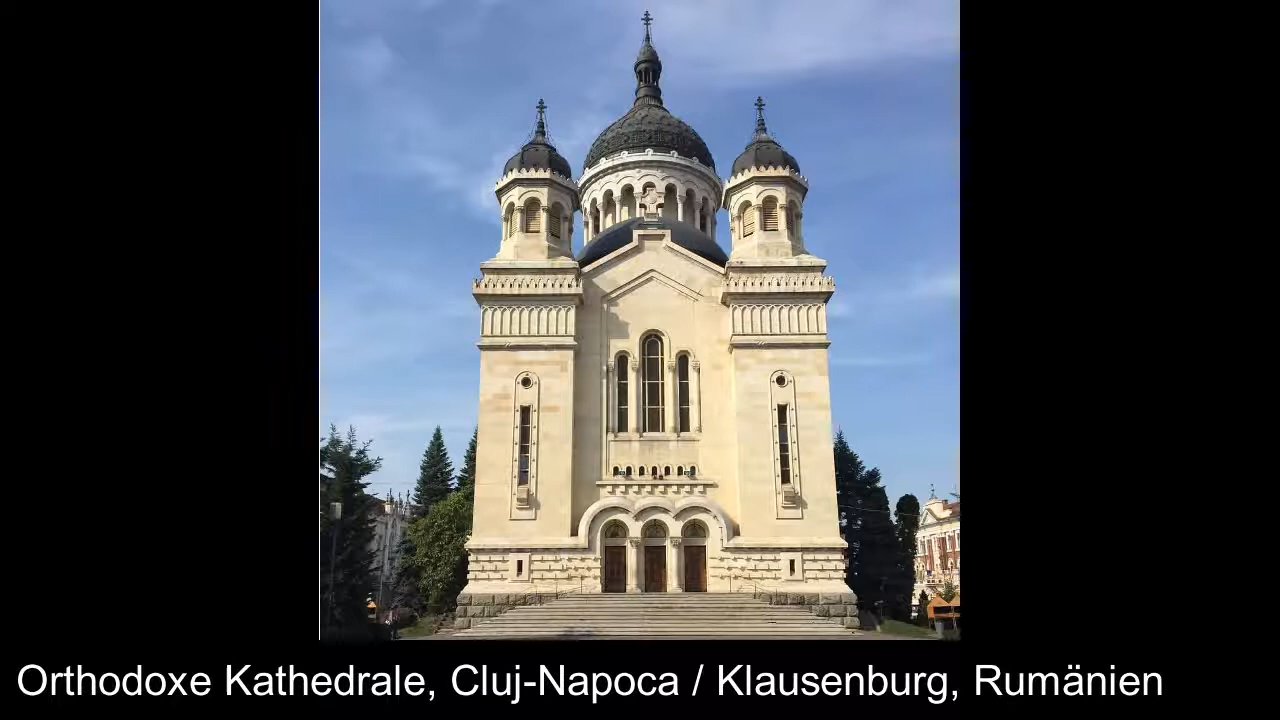 Orthodoxe Kathedrale, Cluj-Napoca / Klausenburg, Rumänien